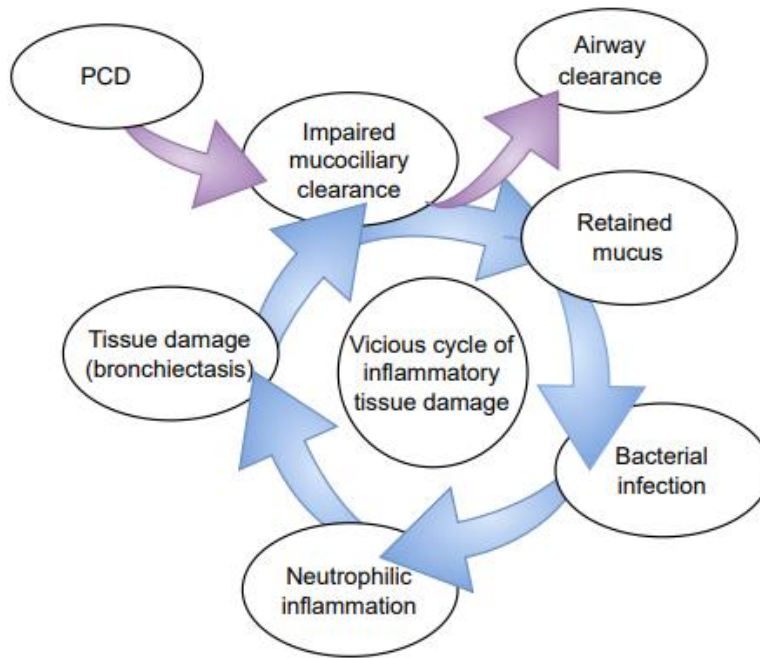 PCD
Airway
clearance
Impaired
mucociliary
clearance
Retained
mucus
Tissue damage
(bronchiectasis)
Vicious cycle of
inflammatory
tissue damage
Bacterial
infection
Neutrophilic
inflammation